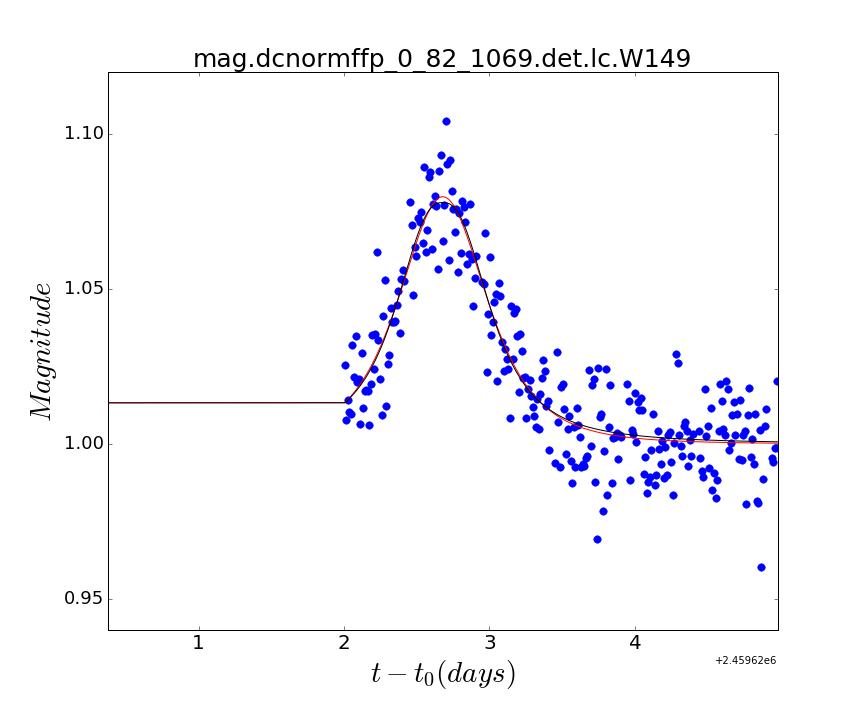 mag.dcnormffp_0_82_1069.det.lc.W149
Magnitude
1.10
1.05
1.00
0.95
1 2 3 4
+2.45962e6
t − t₀(days)